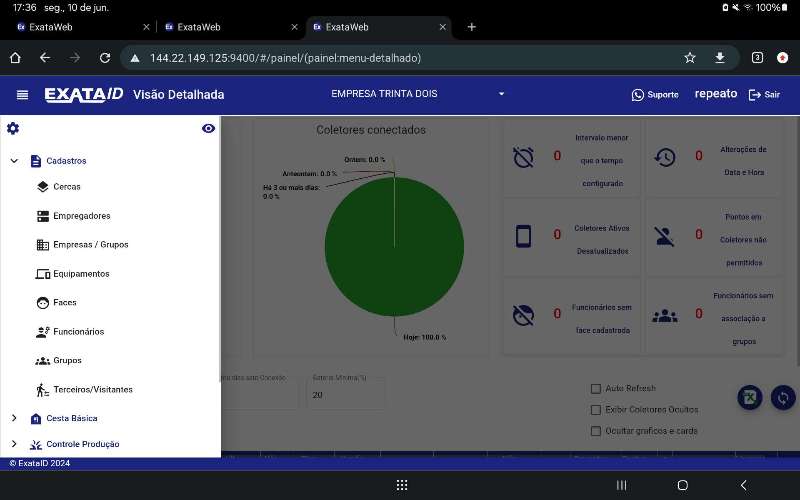 17:36 seg., 10 de jun.
100%
ExataWeb
ExataWeb
ExataWeb
144.22.149.125:9400/#/painel/(painel:menu-detalhado)
3
EXATA/D Visão Detalhada
EMPRESA TRINTA DOIS
Suporte
repeato
Sair
Cadastros
Cercas
Empregadores
Empresas / Grupos
Equipamentos
Faces
Funcionários
Grupos
Terceiros/Visitantes
Cesta Básica
Controle Produção
Coletores conectados
Ontem: 0.0 %
Anteontem: 0.0 %
Há 3 ou mais dias:
0.0 %
Hoje: 100.0 %
0
Intervalo menor
que o tempo
configurado
0
Alterações de
Data e Hora
0
Coletores Ativos
Desatualizados
0
Pontos em
Coletores não
permitidos
0
Funcionários sem
face cadastrada
0
Funcionários sem
associação a
grupos
dias sem Conexão
Bateria Mínima(%)
20
Auto Refresh
Exibir Coletores Ocultos
Ocultar gráficos e cards
© ExataID 2024